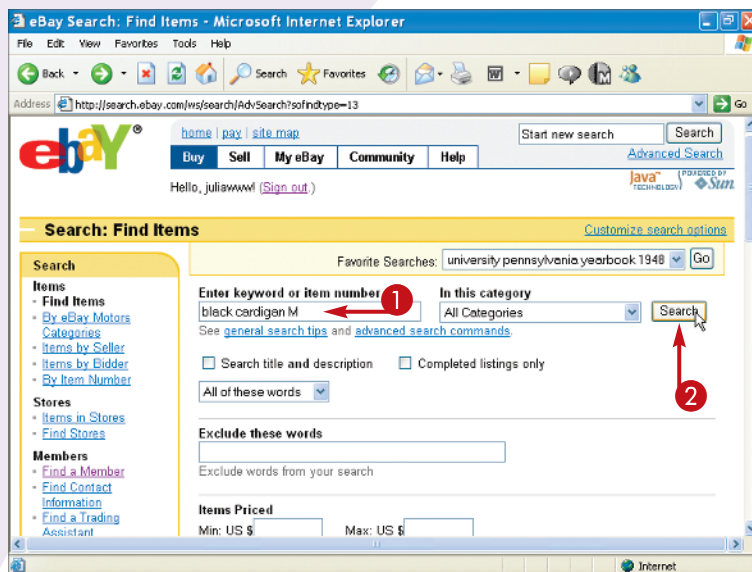 eBay Search: Find Items - Microsoft Internet Explorer
File Edit View Favorites Tools Help
Back Search Favorites
Address http://search.ebay.com/ws/search/AdvSearch?sofindtype=13 Go
ebaY®
home | pay | site map
Start new search Search
Buy Sell My eBay Community Help
Advanced Search
Hello, juliawww! (Sign out.)
Java™ TECHNOLOGY POWERED BY Sun
Search: Find Items
Customize search options
Search
Favorite Searches: university pennsylvania yearbook 1948 Go
Items
Find Items
By eBay Motors
Categories
Items by Seller
Items by Bidder
By Item Number
Stores
Items in Stores
Find Stores
Members
Find a Member
Find Contact
Information
Find a Trading
Assistant
Enter keyword or item number
In this category
black cardigan M
1
All Categories
Search
See general search tips and advanced search commands.
Search title and description
Completed listings only
2
All of these words
Exclude these words
Exclude words from your search
Items Priced
Min: US $ Max: US $
Internet